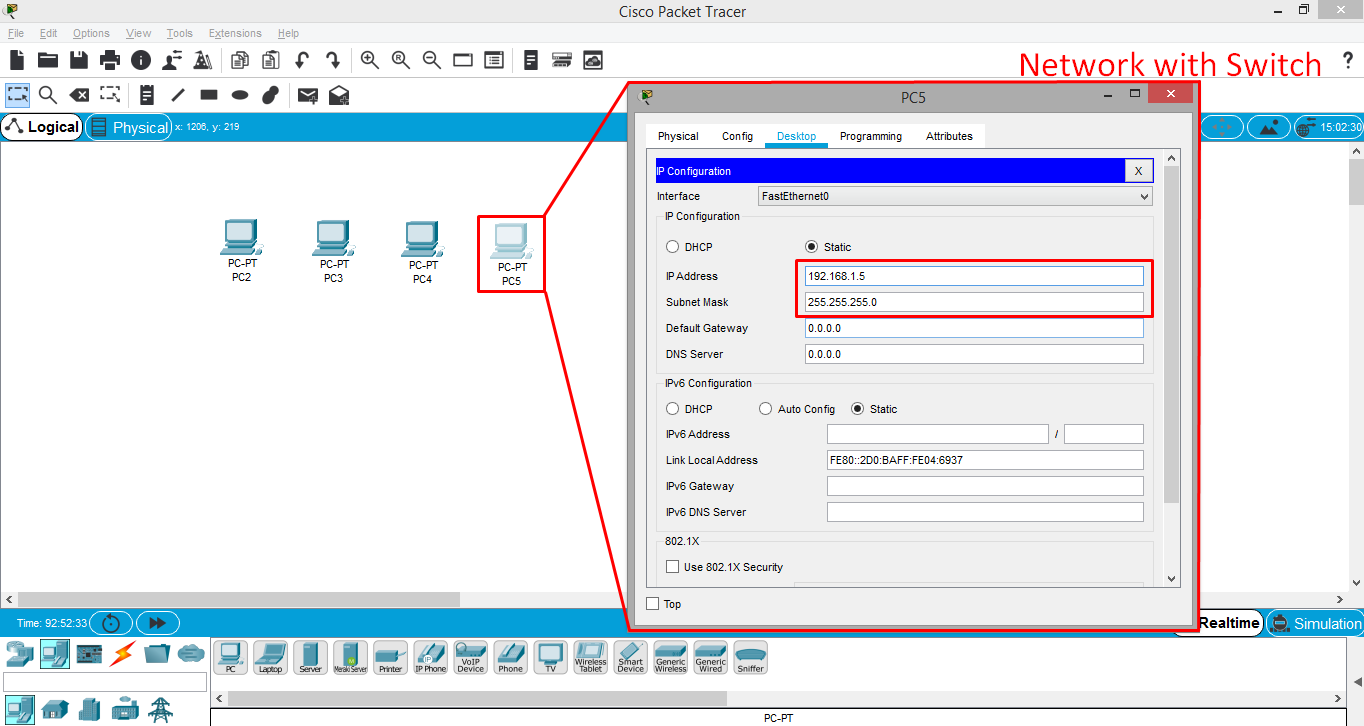 Cisco Packet Tracer
File Edit Options View Tools Extensions Help
Network with Switch
?
Logical
Physical
x: 1206, y: 219
15:02:30
PC5
Physical Config Desktop Programming Attributes
IP Configuration
X
Interface
FastEthernet0
IP Configuration
DHCP
Static
IP Address
192.168.1.5
Subnet Mask
255.255.255.0
Default Gateway
0.0.0.0
DNS Server
0.0.0.0
IPv6 Configuration
DHCP
Auto Config
Static
IPv6 Address
/
Link Local Address
FE80::2D0:BAFF:FE04:6937
IPv6 Gateway
IPv6 DNS Server
802.1X
Use 802.1X Security
Top
PC-PT
PC2
PC-PT
PC3
PC-PT
PC4
PC-PT
PC5
Time: 92:52:33
Realtime
Simulation
PC
Laptop
Server
Meraki Server
Printer
IP Phone
IP
VoIP
Device
Phone
TV
Wireless
Tablet
Smart
Device
Generic
Wireless
Generic
Wired
Sniffer
PC-PT